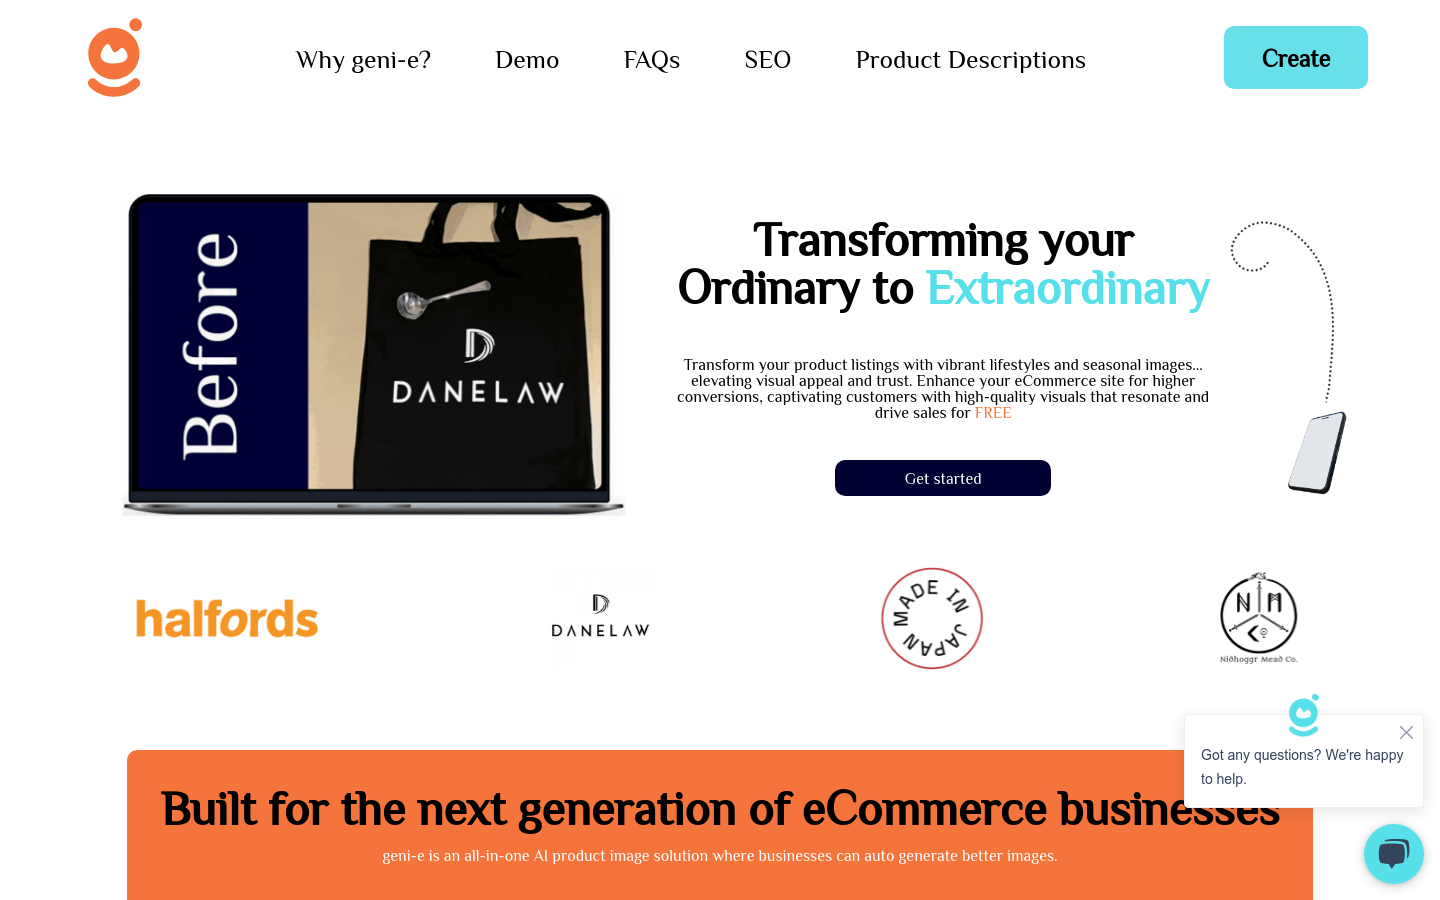 Why geni-e?
Demo
FAQs
SEO
Product Descriptions
Create
Before
D
DANELAW
Transforming your
Ordinary to Extraordinary
Transform your product listings with vibrant lifestyles and seasonal images...
elevating visual appeal and trust. Enhance your eCommerce site for higher
conversions, captivating customers with high-quality visuals that resonate and
drive sales for FREE
Get started
halfords
D
DANELAW
MADE IN JAPAN
N M
Niðhoggr Mead Co.
Got any questions? We're happy
to help.
Built for the next generation of eCommerce businesses
geni-e is an all-in-one AI product image solution where businesses can auto generate better images.